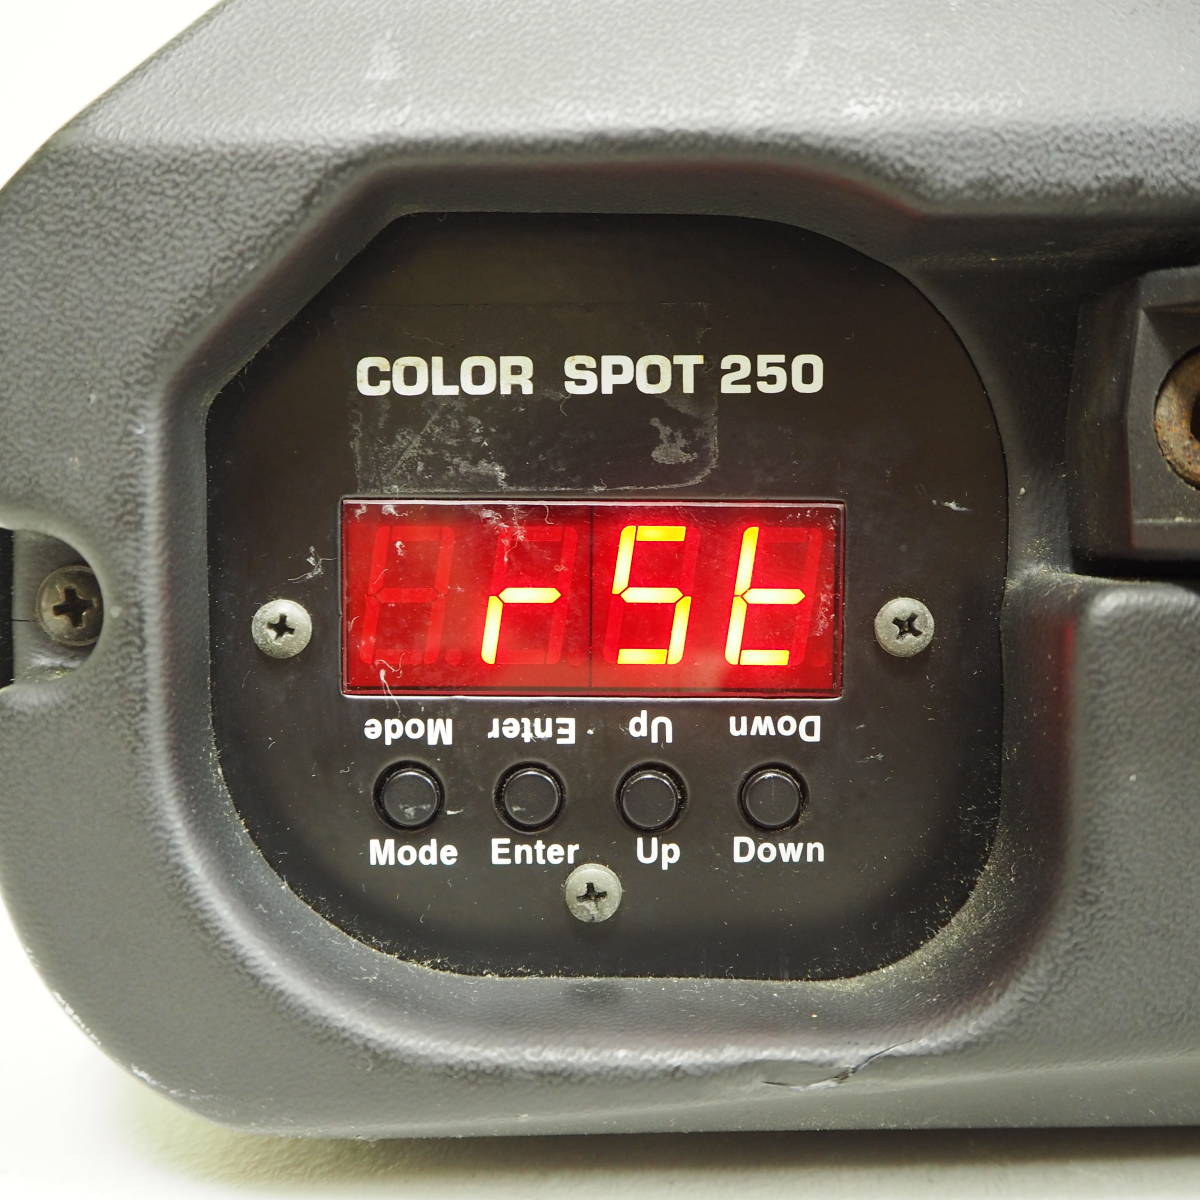 COLOR SPOT 250
rSt
Mode Enter Up Down
Mode Enter Up Down